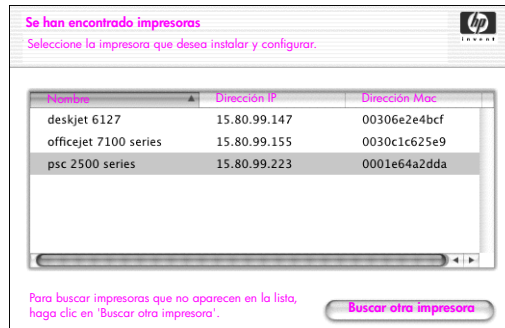 Se han encontrado impresoras
Seleccione la impresora que desea instalar y configurar.
hp
invent
Nombre Dirección IP Dirección Mac
deskjet 6127 15.80.99.147 00306e2e4bcf
officejet 7100 series 15.80.99.155 0030c1c625e9
psc 2500 series 15.80.99.223 0001e64a2dda
Para buscar impresoras que no aparecen en la lista,
haga clic en 'Buscar otra impresora'.
Buscar otra impresora